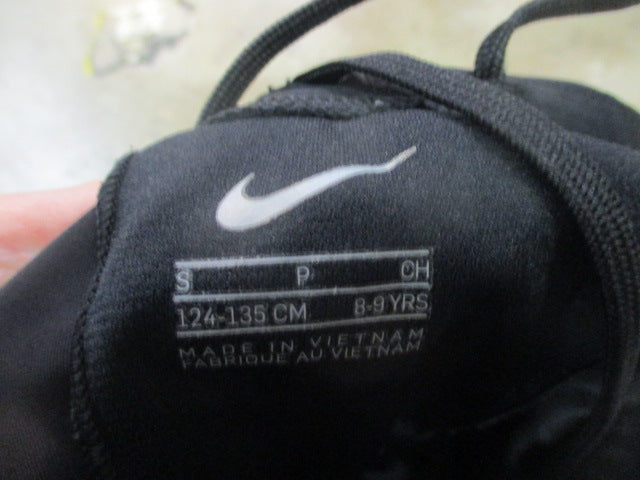 S P CH
124-135 CM 8-9 YRS
MADE IN VIETNAM
FABRIQUE AU VIETNAM